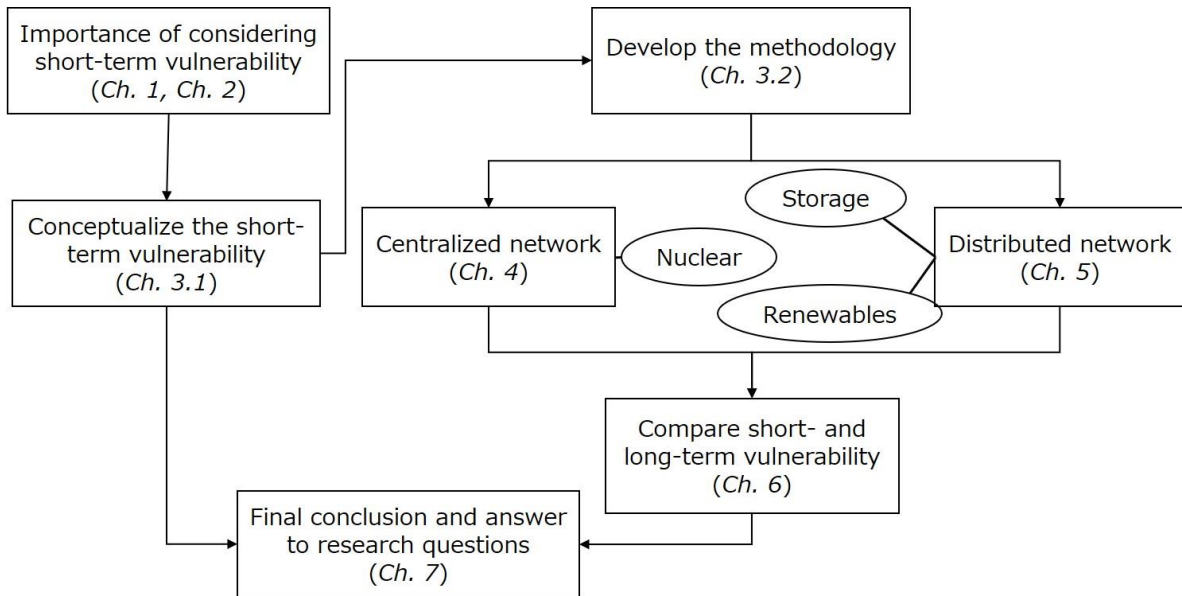 Importance of considering
short-term vulnerability
(Ch. 1, Ch. 2)
Develop the methodology
(Ch. 3.2)
Conceptualize the short-
term vulnerability
(Ch. 3.1)
Centralized network
(Ch. 4)
Nuclear
Storage
Renewables
Distributed network
(Ch. 5)
Compare short- and
long-term vulnerability
(Ch. 6)
Final conclusion and answer
to research questions
(Ch. 7)